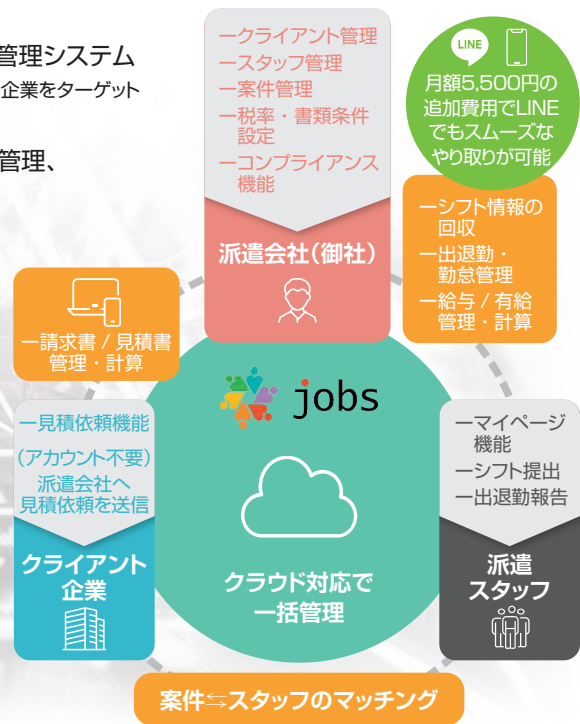 管理システム
企業をターゲット
管理、
ークライアント管理
ースタッフ管理
ー案件管理
ー税率・書類条件
設定
ーコンプライアンス
機能
派遣会社(御社)
LINE
月額5,500円の
追加費用でLINE
でもスムーズな
やり取りが可能
ーシフト情報の
回収
ー出退勤・
勤怠管理
ー給与 / 有給
管理・計算
ー請求書 / 見積書
管理・計算
jobs
クラウド対応で
一括管理
ー見積依頼機能
(アカウント不要)
派遣会社へ
見積依頼を送信
クライアント
企業
ーマイページ
機能
ーシフト提出
ー出退勤報告
派遣
スタッフ
案件⇆スタッフのマッチング